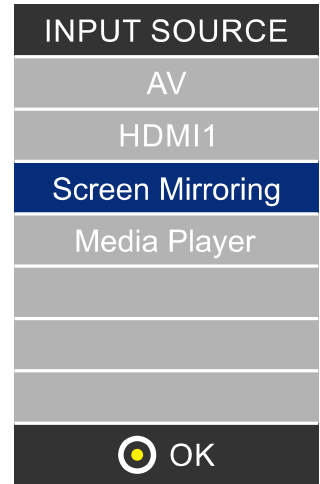 INPUT SOURCE
AV
HDMI1
Screen Mirroring
Media Player
OK